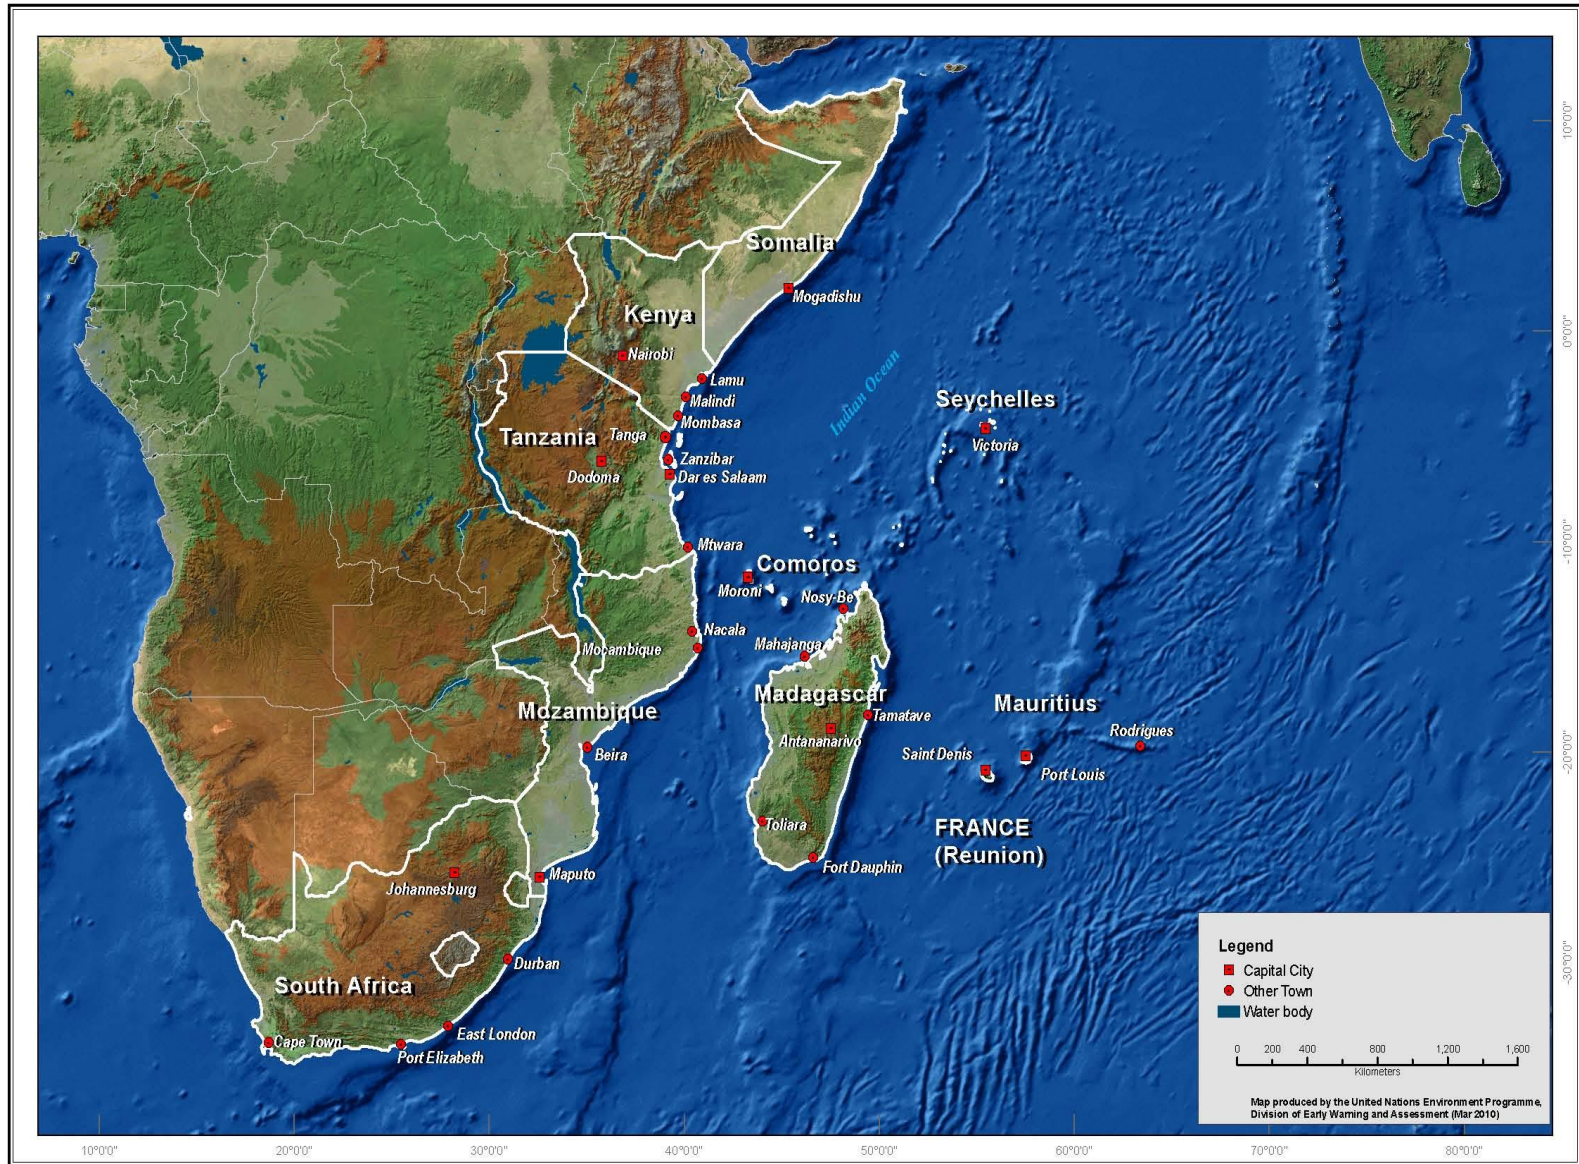 Somalia
Mogadishu
Kenya
Nairobi
Lamu
Malindi
Mombasa
Indian Ocean
Seychelles
Victoria
Tanzania
Tanga
Zanzibar
Dodoma
Dar es Salaam
Mtwara
Comoros
Moroni
Nosy-Be
Nacala
Mocambique
Mahajanga
Madagascar
Mozambique
Tamatave
Antananarivo
Mauritius
Rodrigues
Beira
Saint Denis
Port Louis
Toliara
FRANCE
(Reunion)
Fort Dauphin
Johannesburg
Maputo
Durban
South Africa
East London
Cape Town
Port Elizabeth
Legend
Capital City
Other Town
Water body
0 200 400 800 1,200 1,600
Kilometers
Map produced by the United Nations Environment Programme,
Division of Early Warning and Assessment (Mar 2010)
10°0'0"
0°0'0"
-10°0'0"
-20°0'0"
-30°0'0"
10°0'0" 20°0'0" 30°0'0" 40°0'0" 50°0'0" 60°0'0" 70°0'0" 80°0'0"